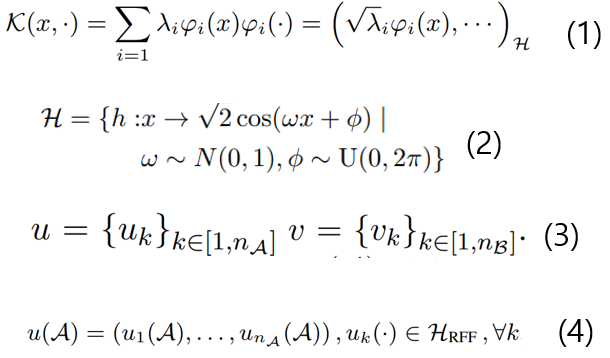 𝒦(x, ·) = ∑_{i=1} λ_i φ_i(x) φ_i(·) = (√λ_i φ_i(x), ···)_ℋ (1)
ℋ = {h : x → √2 cos(ωx + ϕ) | 
ω ∼ N(0, 1), ϕ ∼ U(0, 2π)} (2)
u = {u_k}_{k∈[1,n_𝒜]} v = {v_k}_{k∈[1,n_ℬ]}. (3)
u(𝒜) = (u_1(𝒜), ..., u_{n_𝒜}(𝒜)), u_k(·) ∈ ℋ_RFF, ∀k (4)